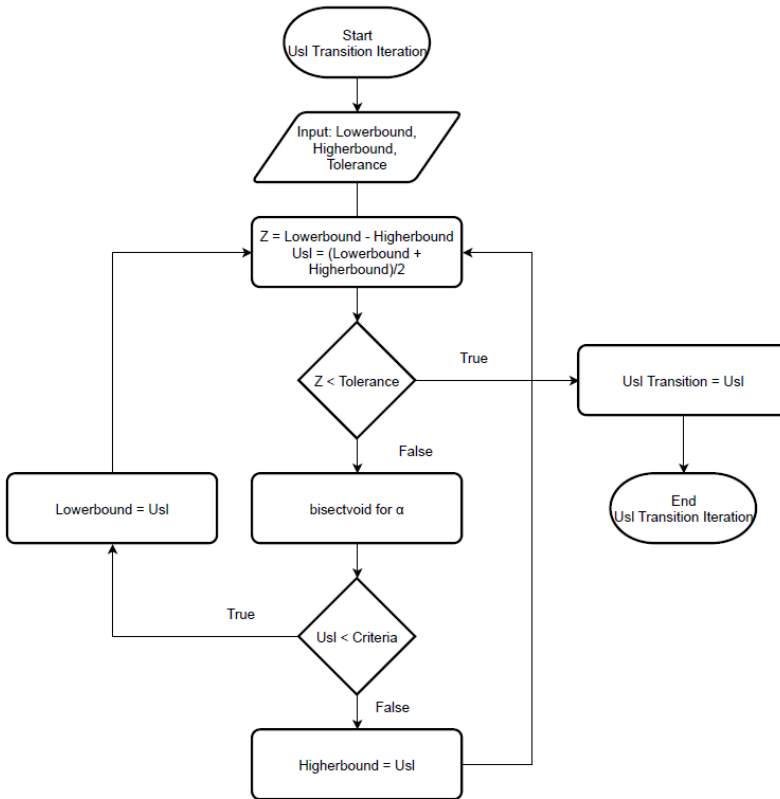 Start
Usl Transition Iteration
Input: Lowerbound,
Higherbound,
Tolerance
Z = Lowerbound - Higherbound
Usl = (Lowerbound +
Higherbound)/2
Z < Tolerance
True
Usl Transition = Usl
False
End
Usl Transition Iteration
Lowerbound = Usl
bisectvoid for α
True
Usl < Criteria
False
Higherbound = Usl